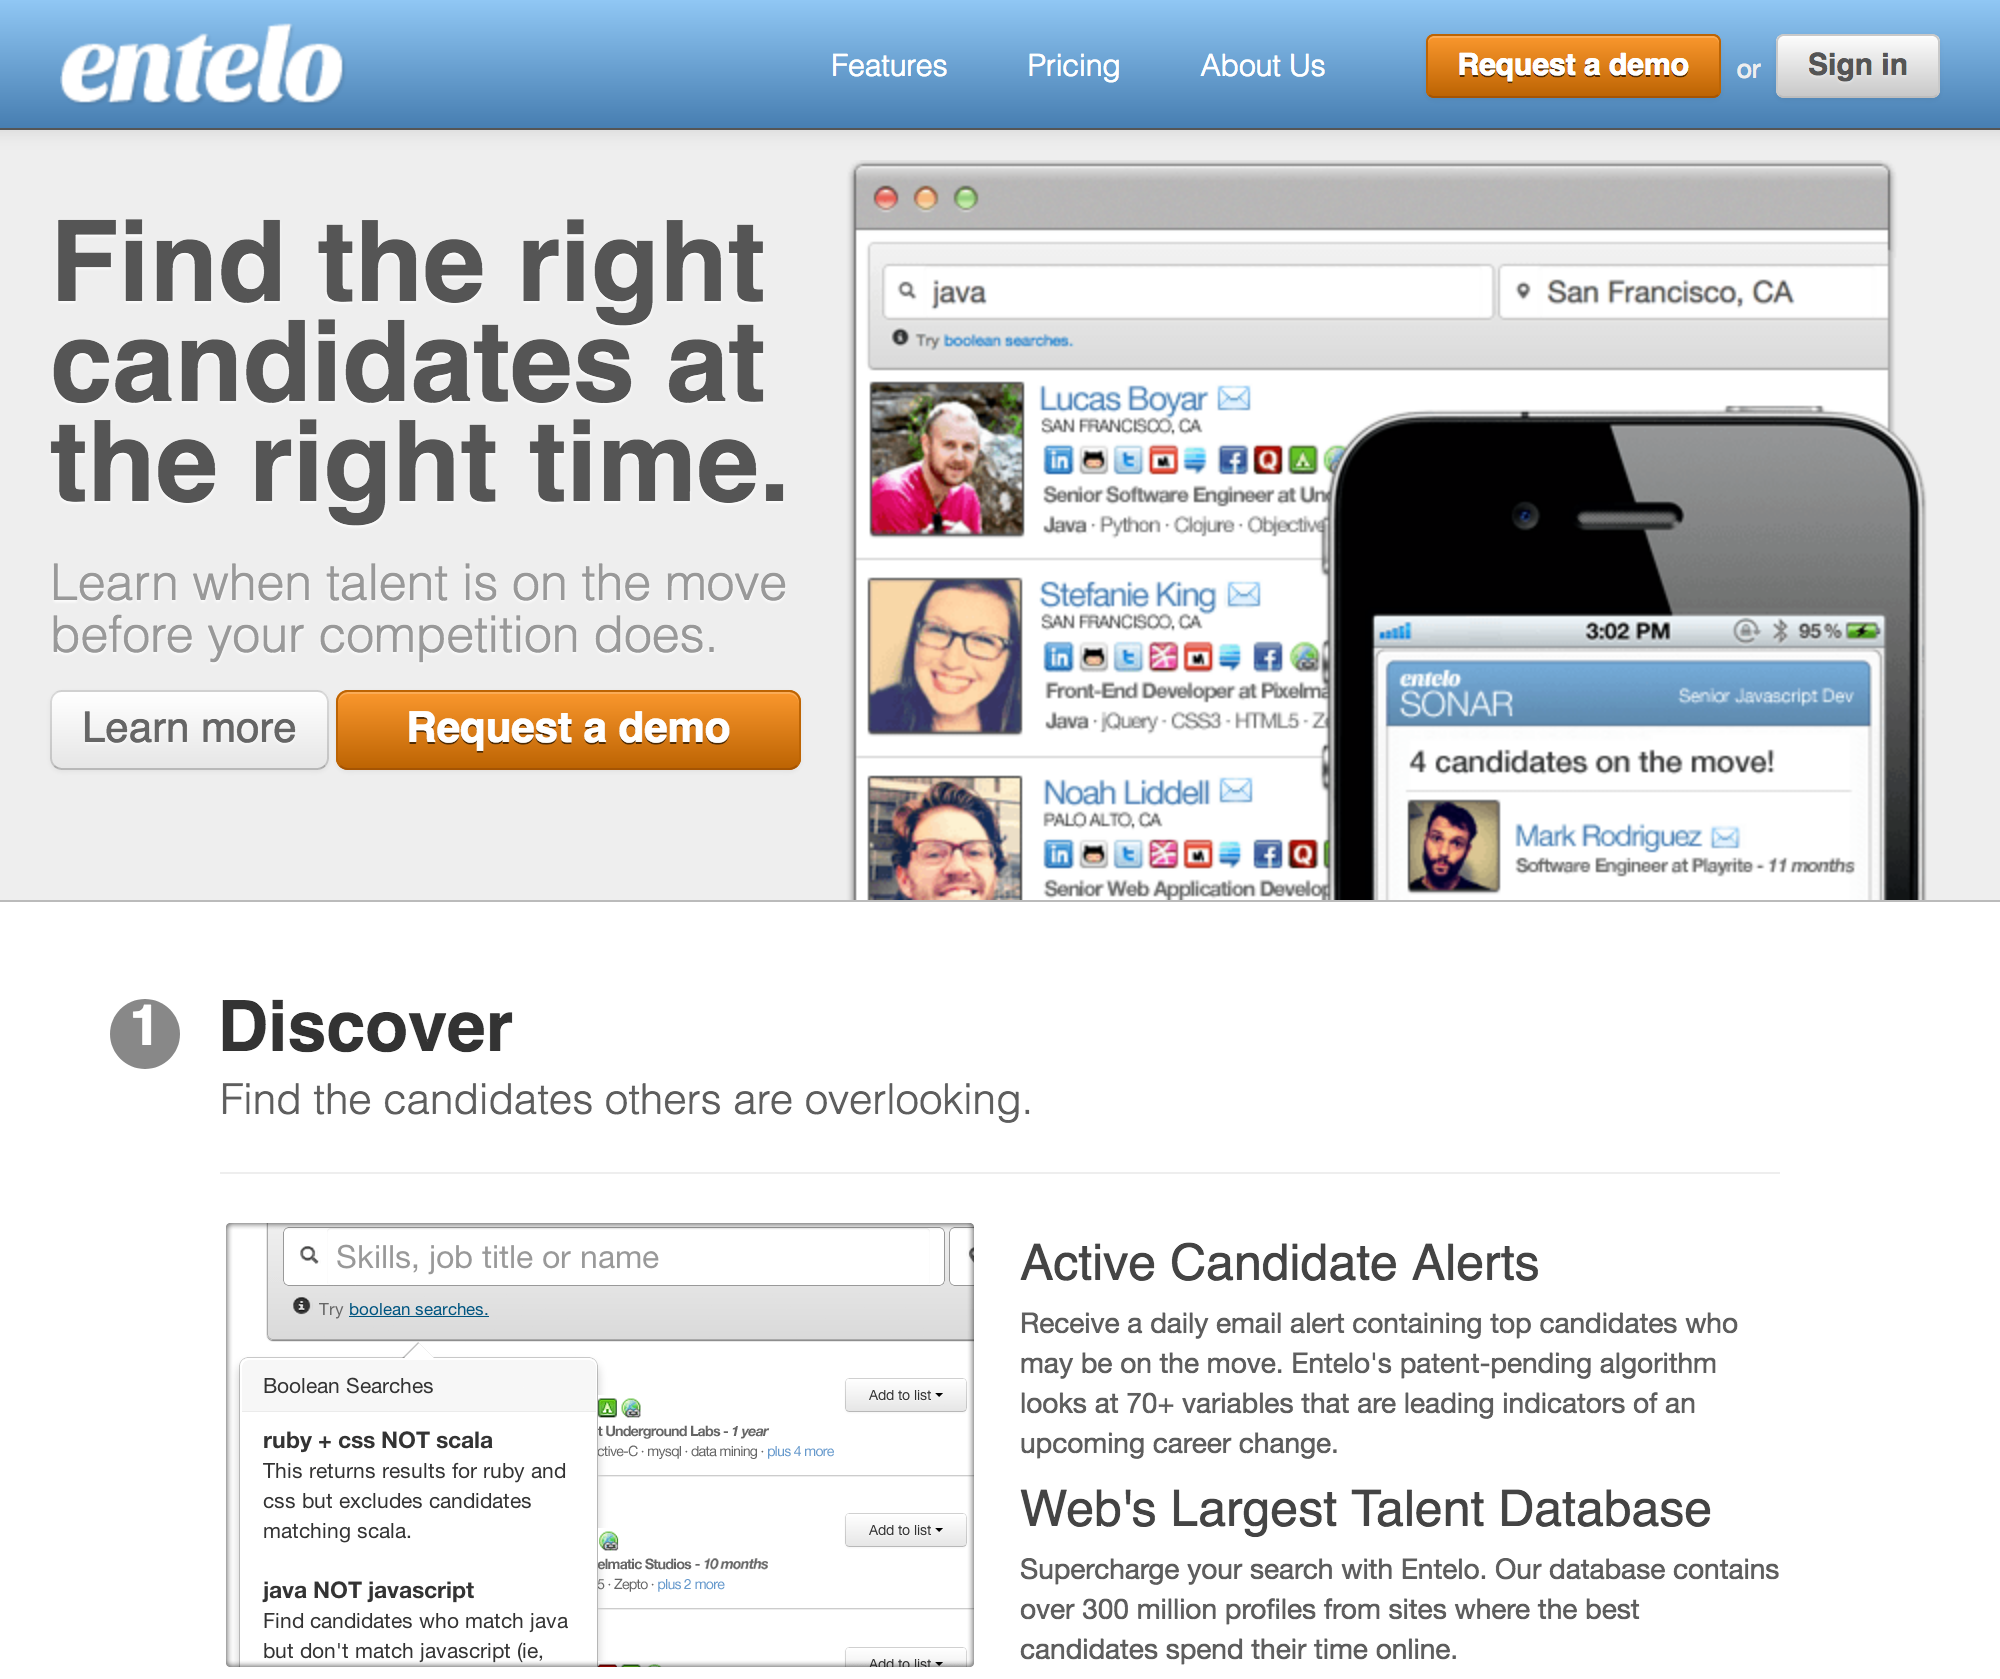 entelo
Features
Pricing
About Us
Request a demo
or
Sign in
Find the right
candidates at
the right time.
Learn when talent is on the move
before your competition does.
Learn more
Request a demo
java
San Francisco, CA
Try boolean searches.
Lucas Boyar
SAN FRANCISCO, CA
Senior Software Engineer at
Java · Python · Clojure · Objective
Stefanie King
SAN FRANCISCO, CA
Front-End Developer at Pixelma
Java · jQuery · CSS3 · HTML5 ·
Noah Liddell
PALO ALTO, CA
Senior Web Application Develop
3:02 PM
95%
entelo
SONAR
Senior Javascript Dev
4 candidates on the move!
Mark Rodriguez
Software Engineer at Playrite - 11 months
1
Discover
Find the candidates others are overlooking.
Skills, job title or name
Try boolean searches.
Boolean Searches
ruby + css NOT scala
This returns results for ruby and
css but excludes candidates
matching scala.
java NOT javascript
Find candidates who match java
but don't match javascript (ie,
Add to list
t Underground Labs - 1 year
ctive-C · mysql · data mining · plus 4 more
Add to list
elmatic Studios - 10 months
5 · Zepto · plus 2 more
Add to list
Active Candidate Alerts
Receive a daily email alert containing top candidates who
may be on the move. Entelo's patent-pending algorithm
looks at 70+ variables that are leading indicators of an
upcoming career change.
Web's Largest Talent Database
Supercharge your search with Entelo. Our database contains
over 300 million profiles from sites where the best
candidates spend their time online.